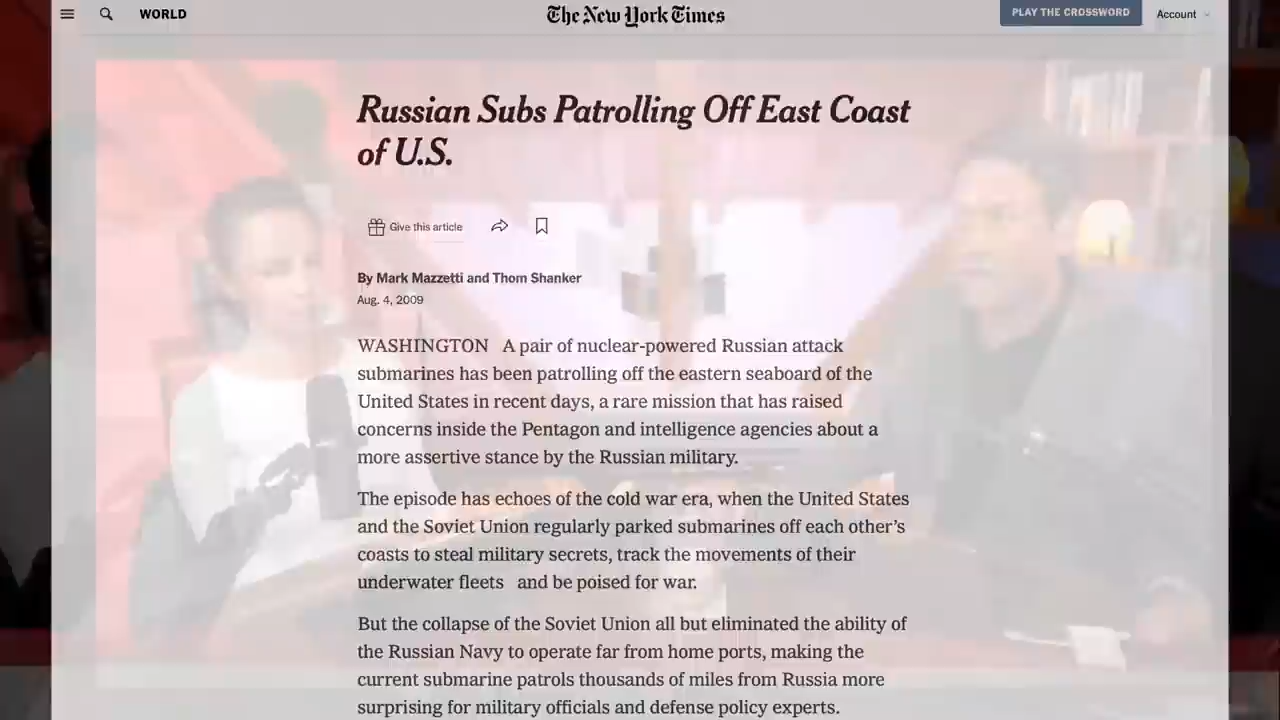 WORLD
The New York Times
PLAY THE CROSSWORD
Account
Russian Subs Patrolling Off East Coast
of U.S.
Give this article
By Mark Mazzetti and Thom Shanker
Aug. 4, 2009
WASHINGTON A pair of nuclear-powered Russian attack
submarines has been patrolling off the eastern seaboard of the
United States in recent days, a rare mission that has raised
concerns inside the Pentagon and intelligence agencies about a
more assertive stance by the Russian military.
The episode has echoes of the cold war era, when the United States
and the Soviet Union regularly parked submarines off each other’s
coasts to steal military secrets, track the movements of their
underwater fleets and be poised for war.
But the collapse of the Soviet Union all but eliminated the ability of
the Russian Navy to operate far from home ports, making the
current submarine patrols thousands of miles from Russia more
surprising for military officials and defense policy experts.